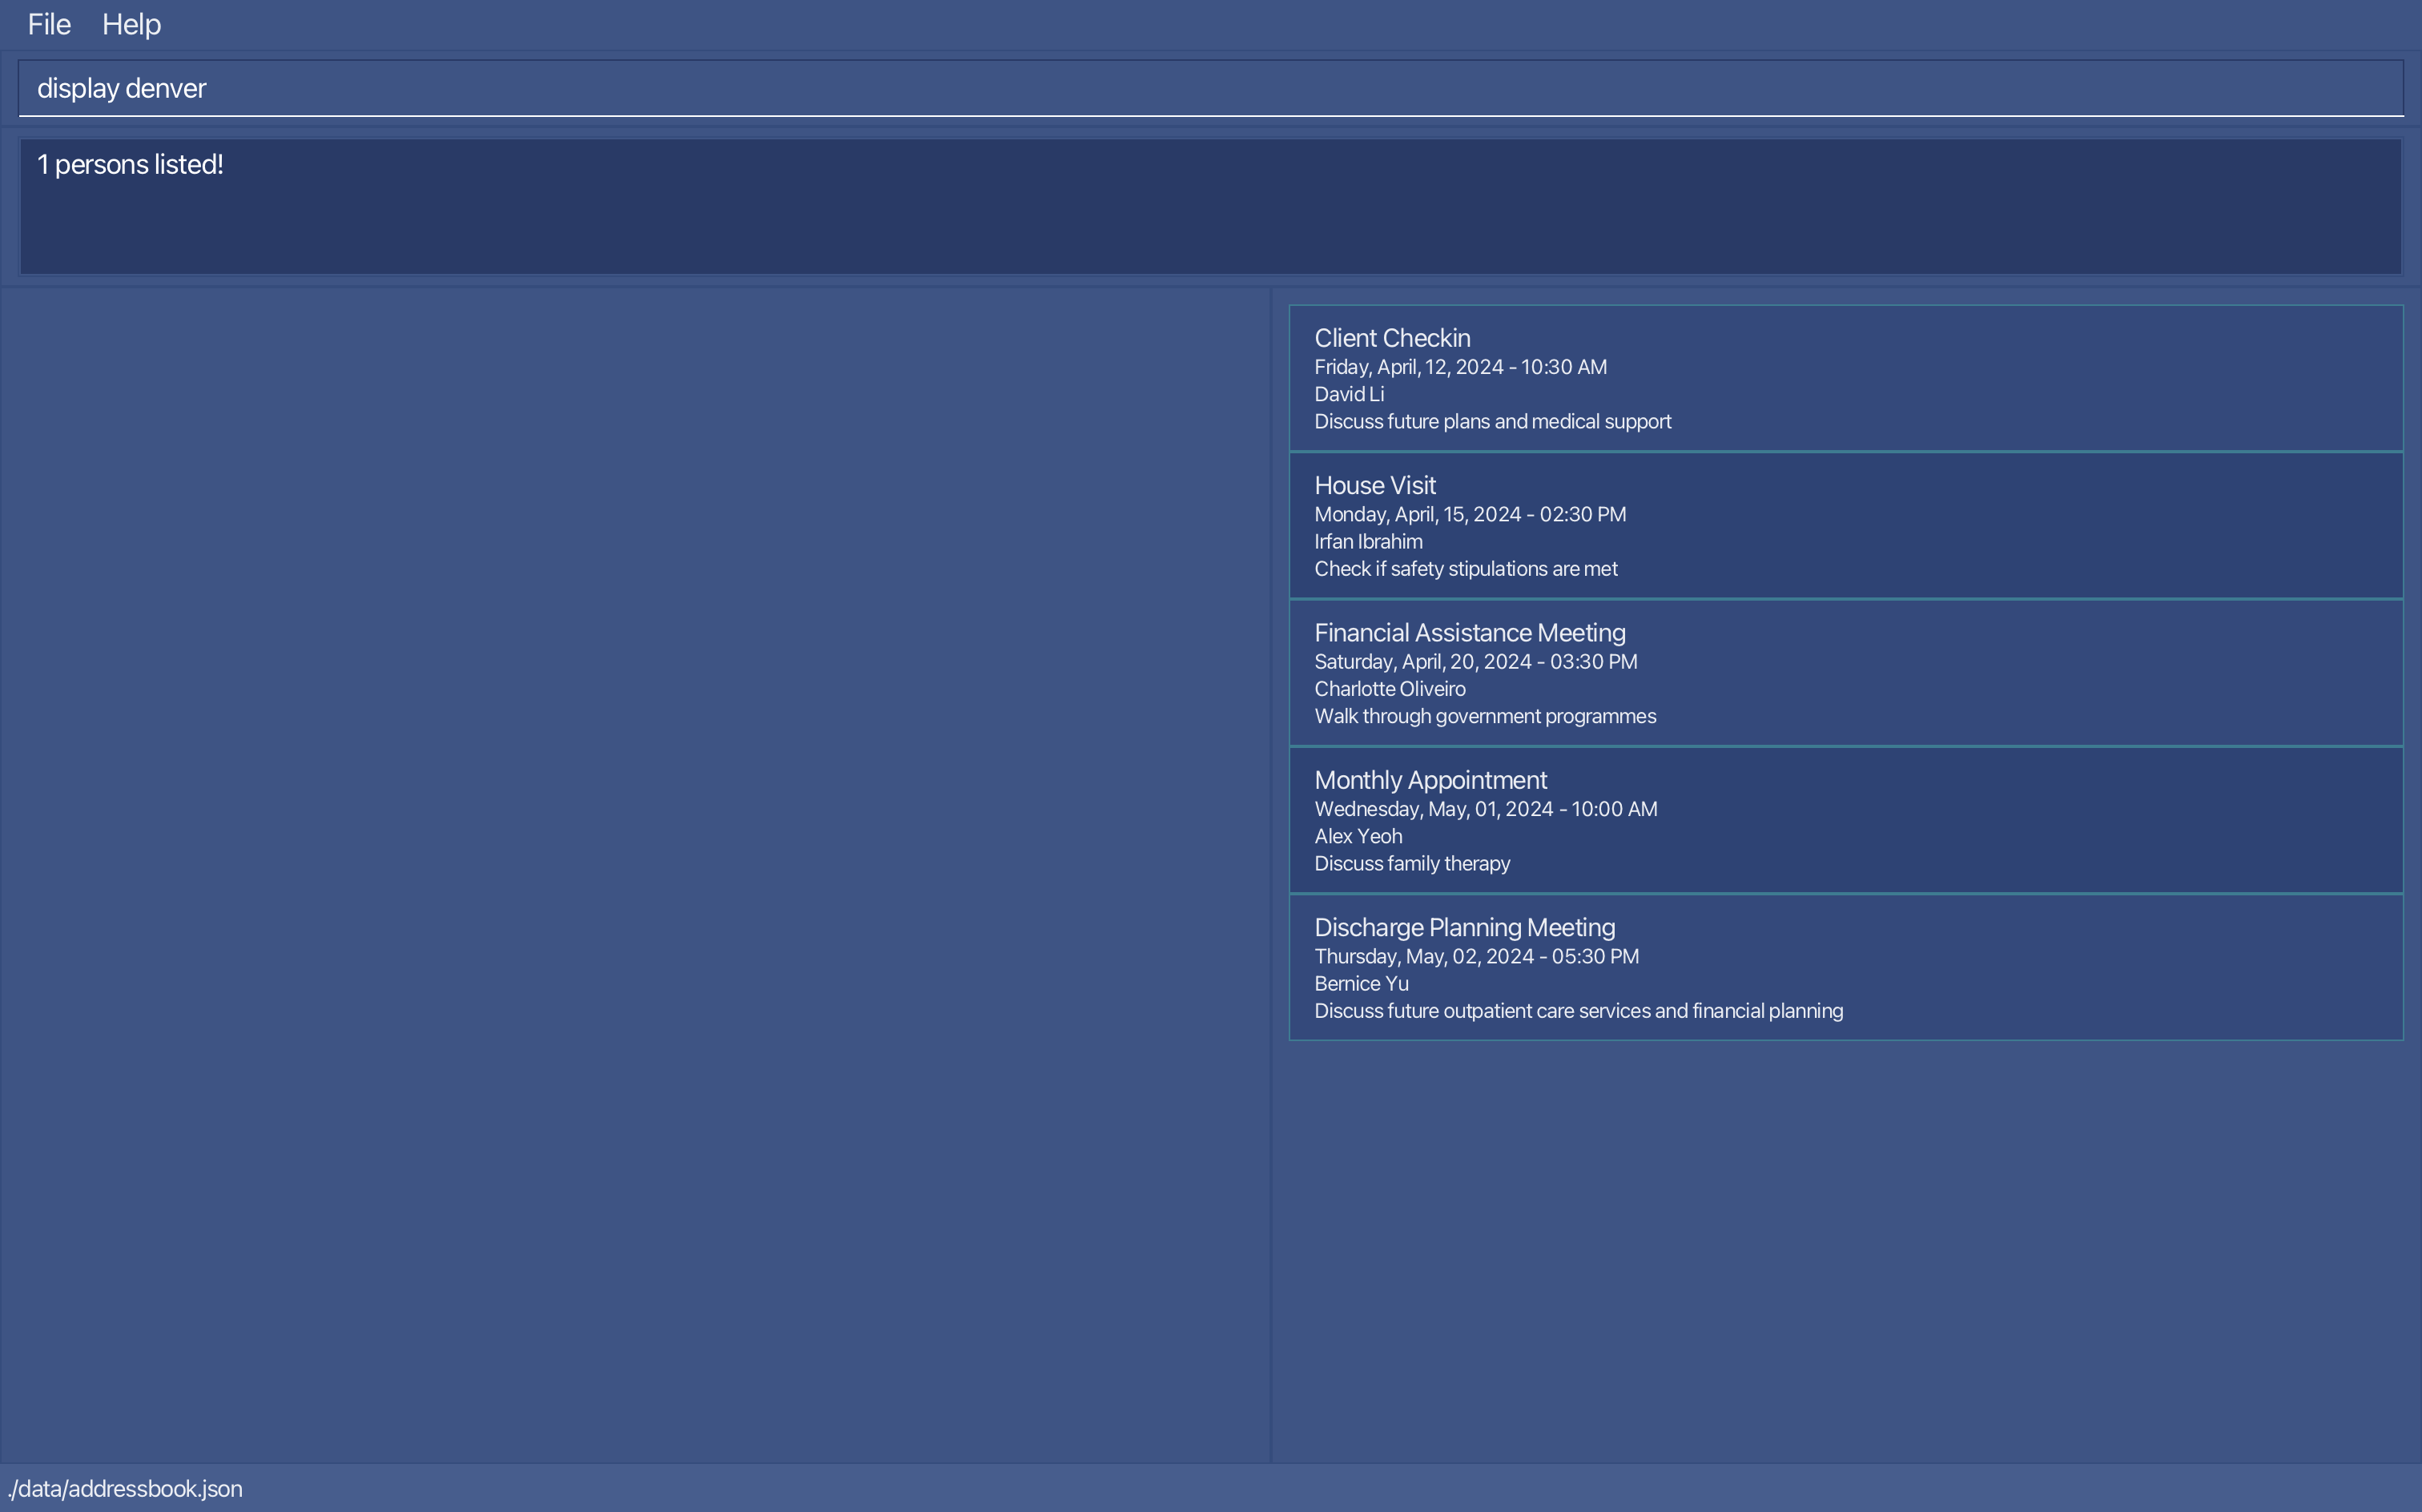 File Help
display denver
1 persons listed!
Client Checkin
Friday, April, 12, 2024 - 10:30 AM
David Li
Discuss future plans and medical support
House Visit
Monday, April, 15, 2024 - 02:30 PM
Irfan Ibrahim
Check if safety stipulations are met
Financial Assistance Meeting
Saturday, April, 20, 2024 - 03:30 PM
Charlotte Oliveiro
Walk through government programmes
Monthly Appointment
Wednesday, May, 01, 2024 - 10:00 AM
Alex Yeoh
Discuss family therapy
Discharge Planning Meeting
Thursday, May, 02, 2024 - 05:30 PM
Bernice Yu
Discuss future outpatient care services and financial planning
./data/addressbook.json